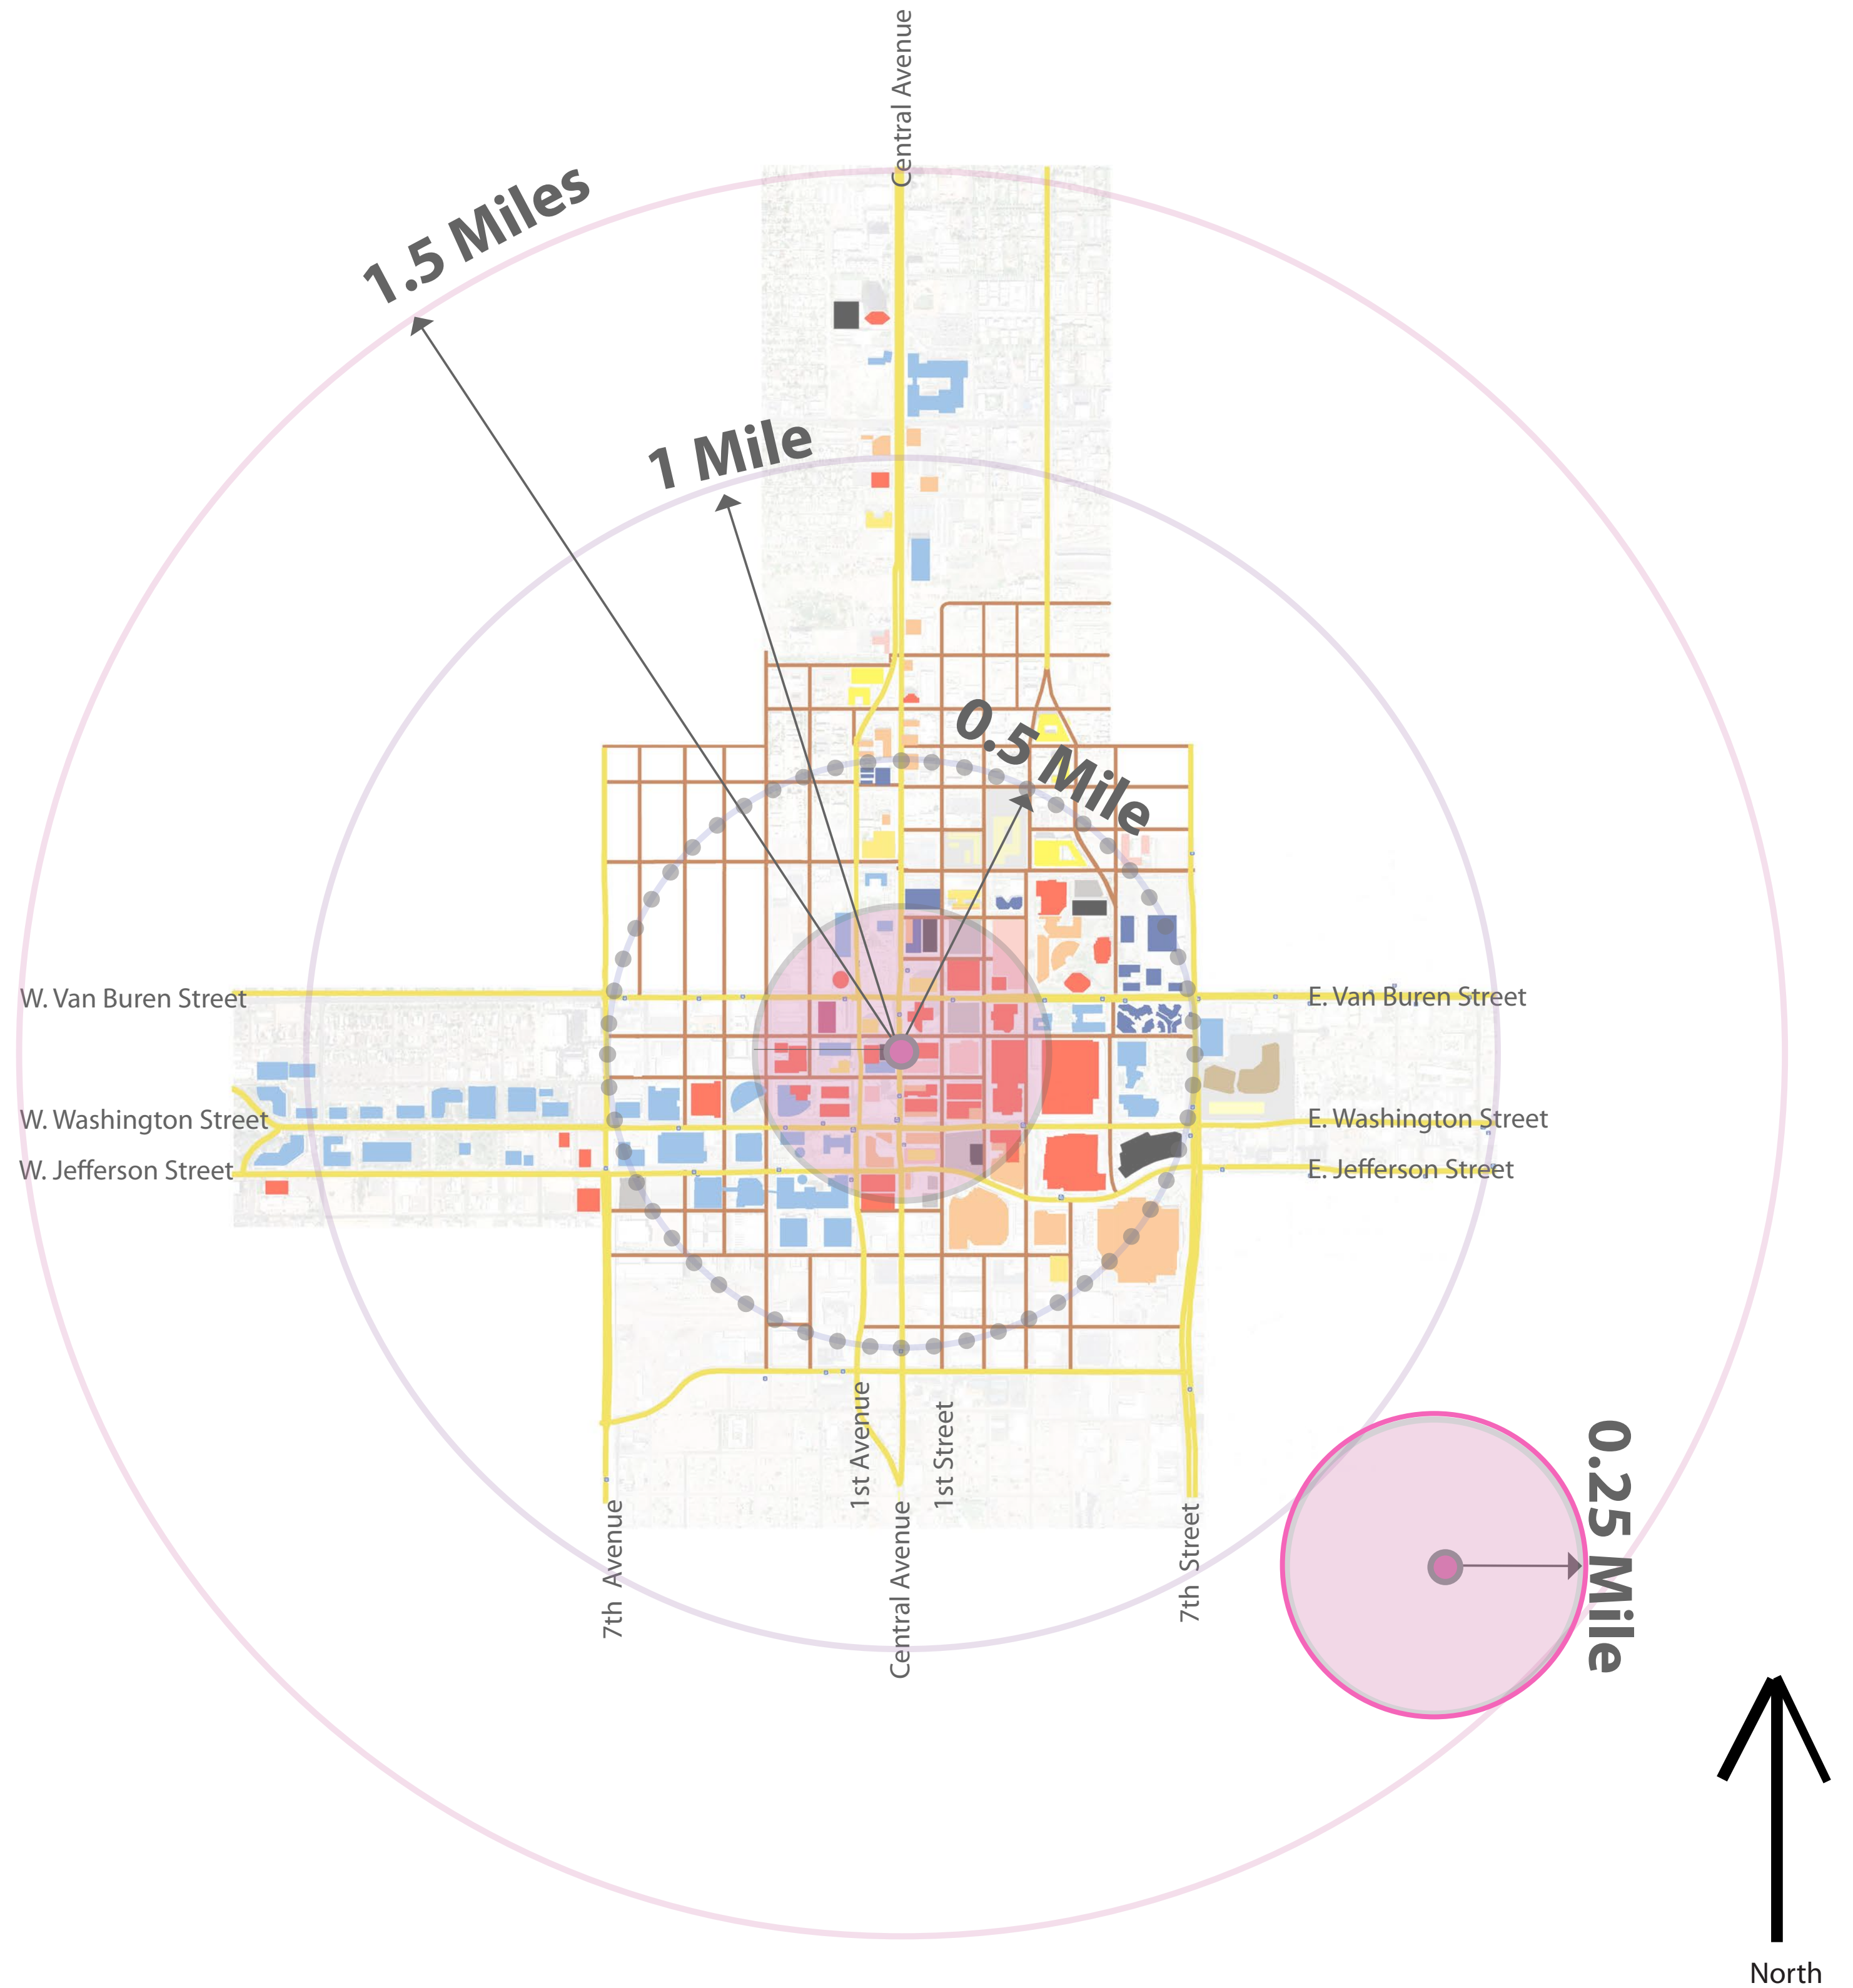 Central Avenue
1.5 Miles
1 Mile
0.5 Mile
W. Van Buren Street
E. Van Buren Street
W. Washington Street
E. Washington Street
W. Jefferson Street
E. Jefferson Street
1st Avenue
1st Street
7th Avenue
Central Avenue
7th Street
0.25 Mile
North